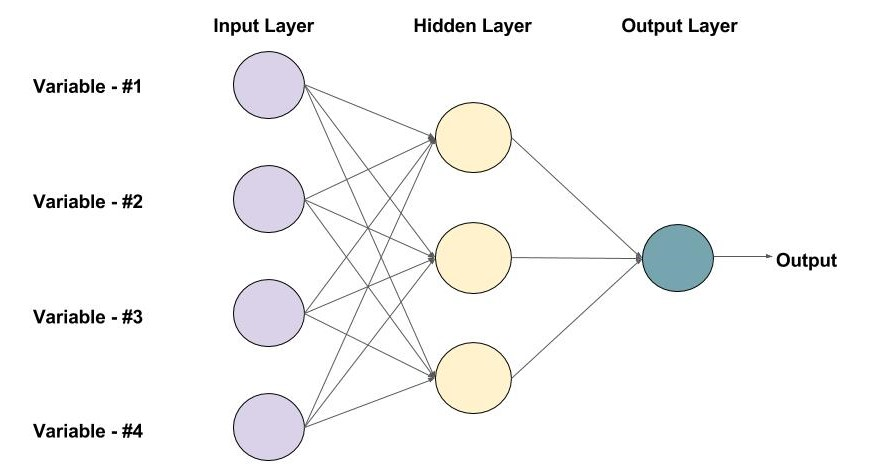 Input Layer
Hidden Layer
Output Layer
Variable - #1
Variable - #2
Variable - #3
Variable - #4
Output